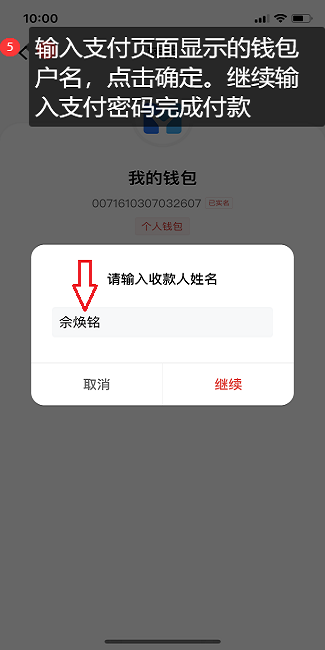 10:00
5
输入支付页面显示的钱包
户名，点击确定。继续输
入支付密码完成付款
我的钱包
0071610307032607 已实名
个人钱包
请输入收款人姓名
佘焕铭
取消
继续